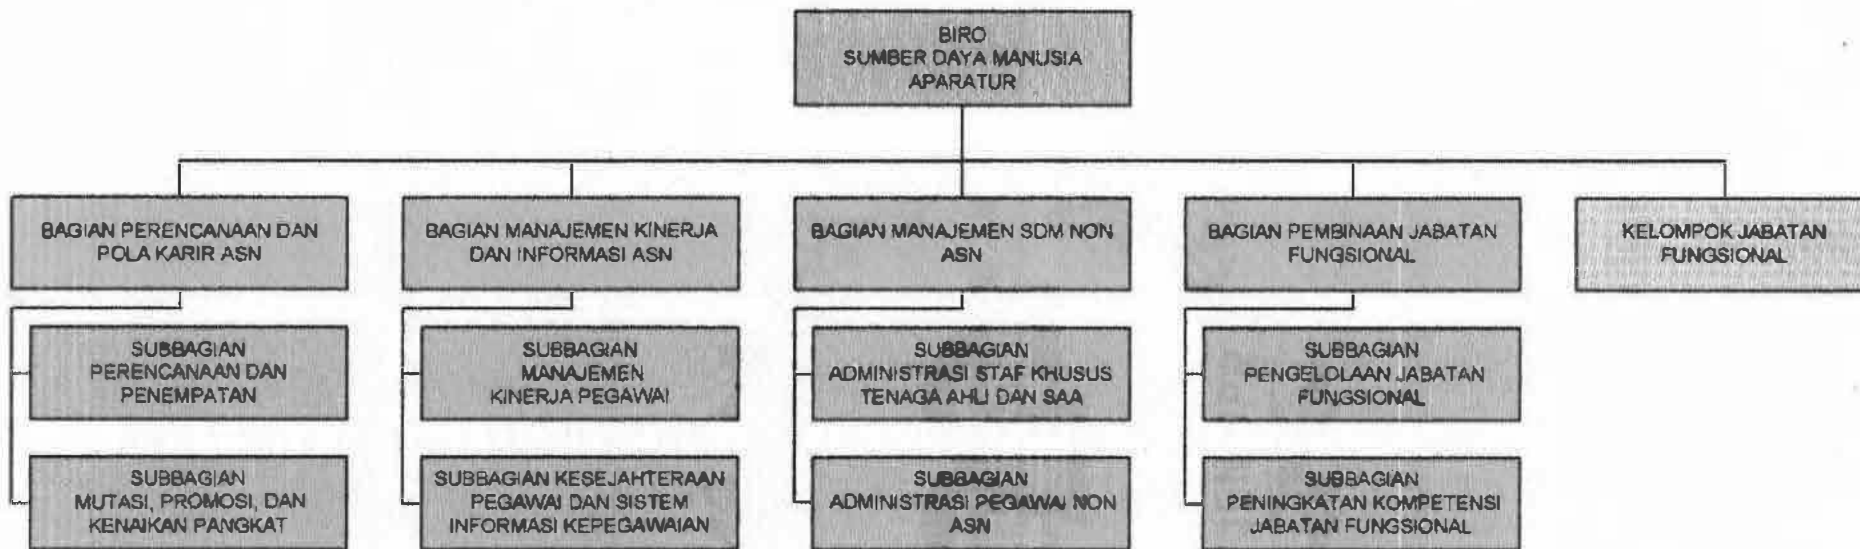 BIRO
SUMBER DAYA MANUSIA
APARATUR
BAGIAN PERENCANAAN DAN
POLA KARIR ASN
BAGIAN MANAJEMEN KINERJA
DAN INFORMASI ASN
BAGIAN MANAJEMEN SDM NON
ASN
BAGIAN PEMBINAAN JABATAN
FUNGSIONAL
KELOMPOK JABATAN
FUNGSIONAL
SUBBAGIAN
PERENCANAAN DAN
PENEMPATAN
SUBBAGIAN
MANAJEMEN
KINERJA PEGAWAI
SUBBAGIAN
ADMINISTRASI STAF KHUSUS
TENAGA AHLI DAN SAA
SUBBAGIAN
PENGELOLAAN JABATAN
FUNGSIONAL
SUBBAGIAN
MUTASI, PROMOSI, DAN
KENAIKAN PANGKAT
SUBBAGIAN KESEJAHTERAAN
PEGAWAI DAN SISTEM
INFORMASI KEPEGAWAIAN
SUBBAGIAN
ADMINISTRASI PEGAWAI NON
ASN
SUBBAGIAN
PENINGKATAN KOMPETENSI
JABATAN FUNGSIONAL